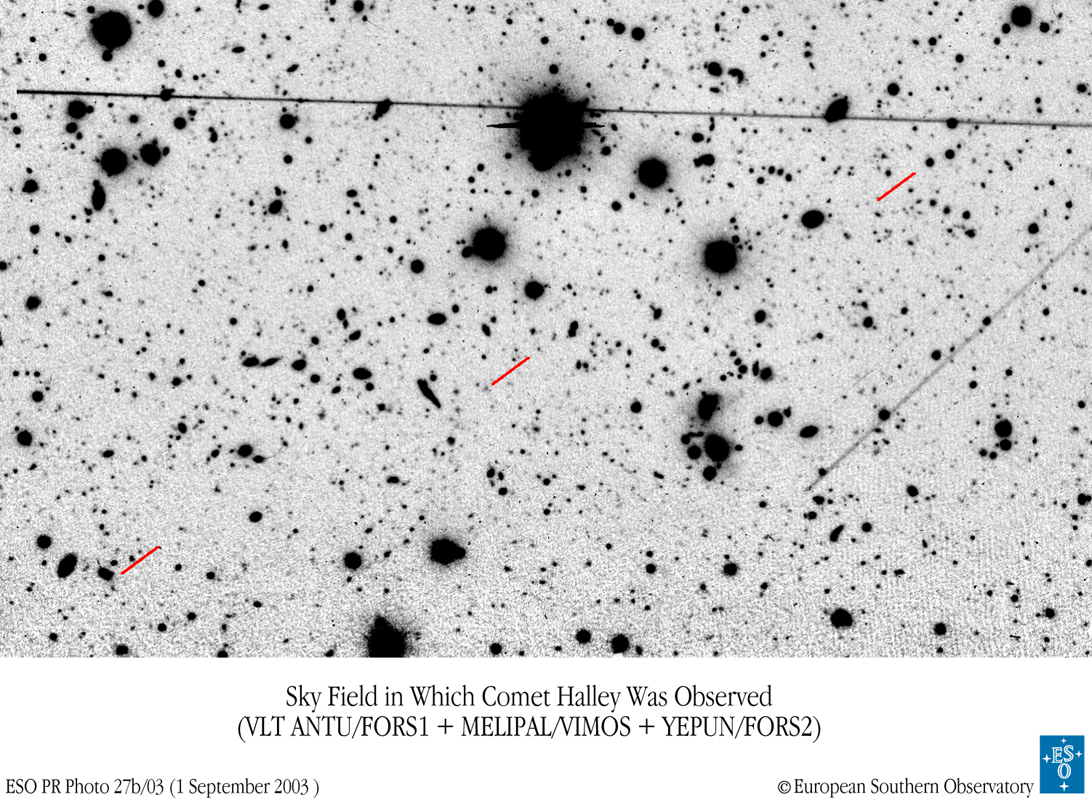 Sky Field in Which Comet Halley Was Observed
(VLT ANTU/FORS1 + MELIPAL/VIMOS + YEPUN/FORS2)
ESO PR Photo 27b/03 (1 September 2003 )
© European Southern Observatory
ES
O